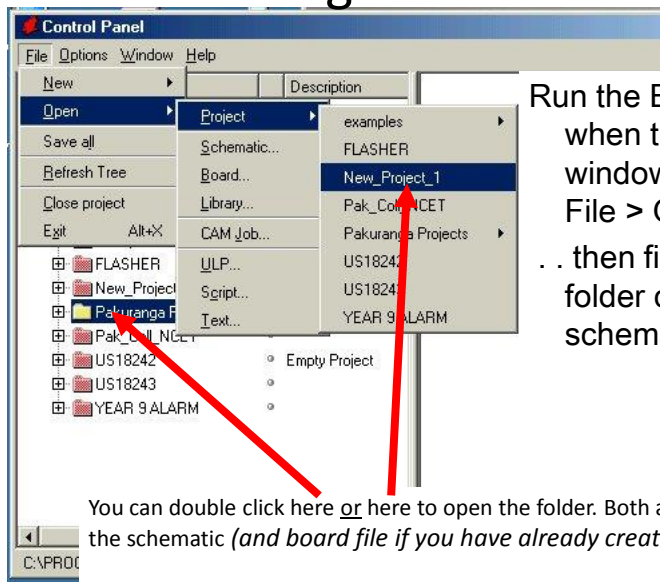 Control Panel
File Options Window Help
Description
New
Open
Save all
Refresh Tree
Close project
Exit Alt+X
Project
Schematic...
Board...
Library...
CAM Job...
ULP...
Script...
Text...
examples
FLASHER
New_Project_1
Pak_Coll_NCET
Pakuranga Projects
US18242
US18243
YEAR 9 ALARM
FLASHER
New_Project
Pakuranga P
Pak_Coll_NCET
US18242 Empty Project
US18243
YEAR 9 ALARM
Run the E
when t
window
File > O
. . then fi
folder o
schem
You can double click here or here to open the folder. Both a
the schematic (and board file if you have already creat
C:\PROG